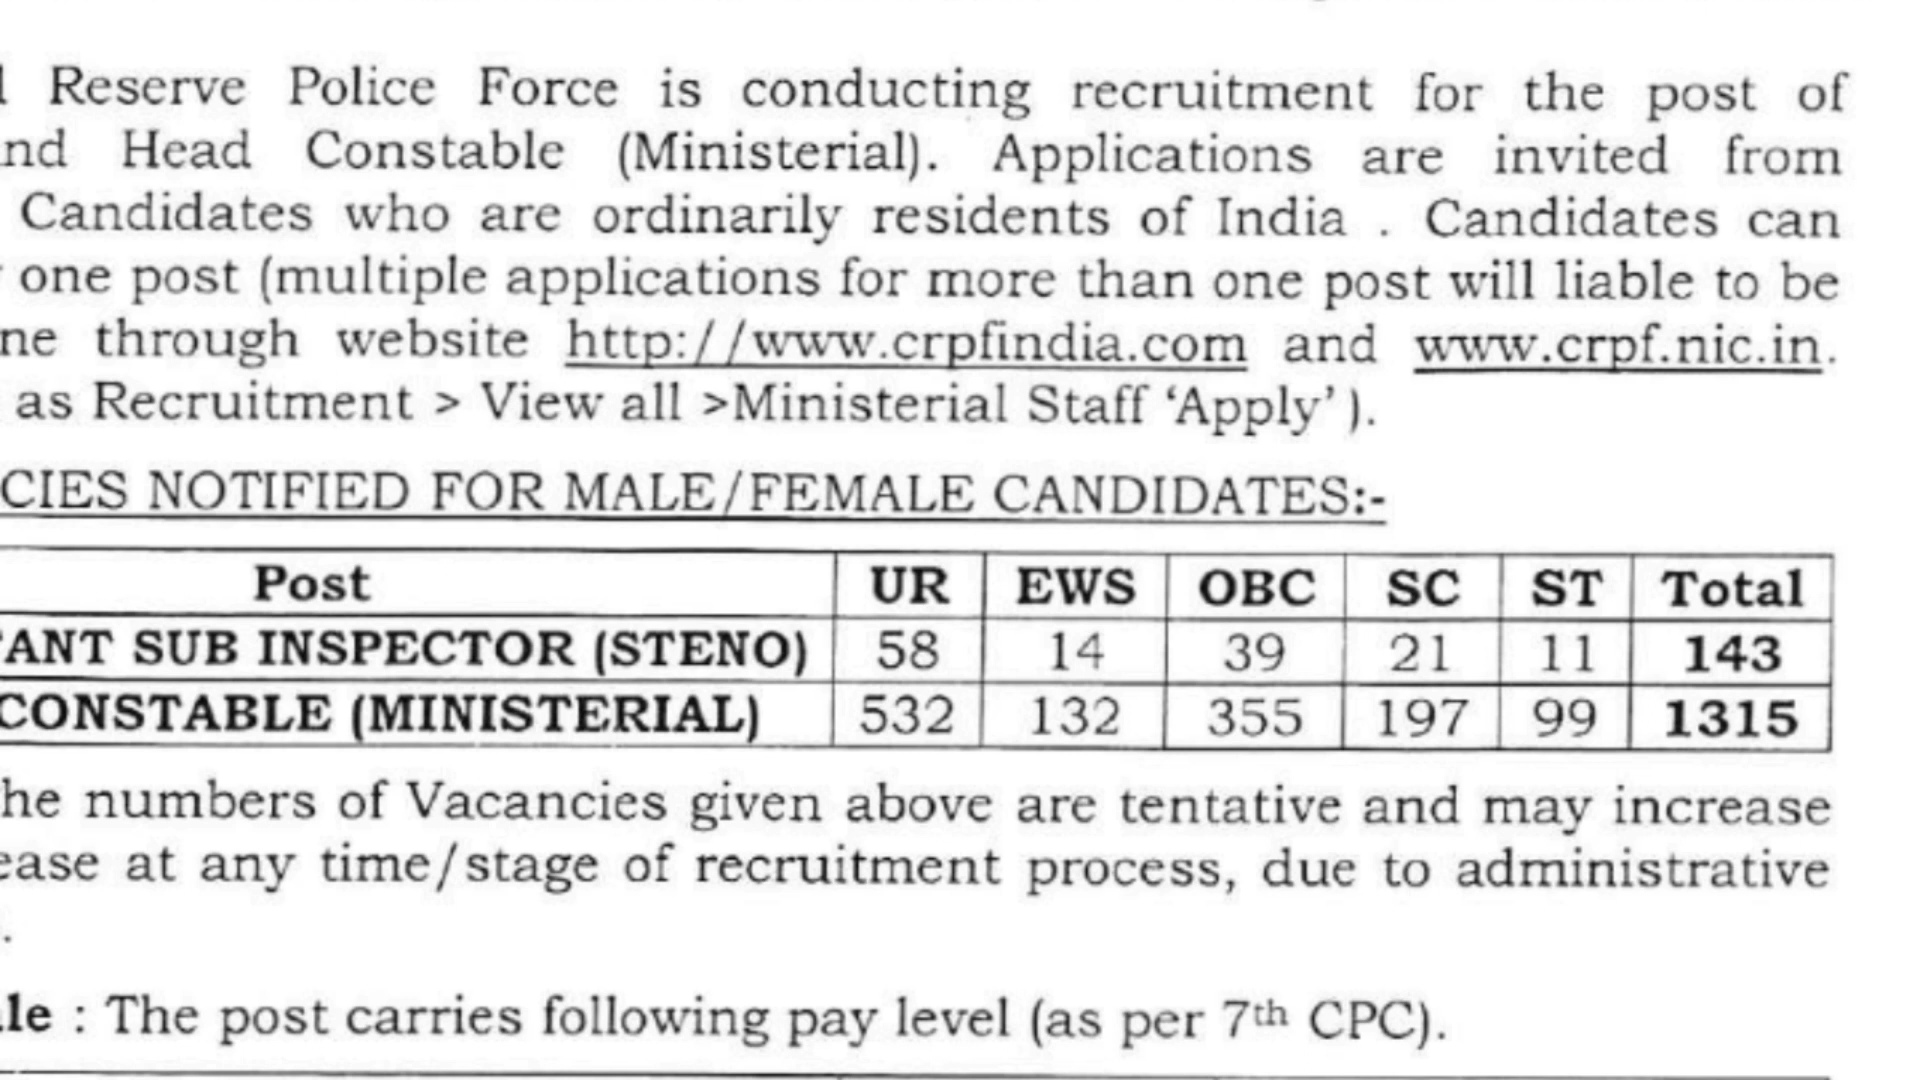 Reserve Police Force is conducting recruitment for the post of
nd Head Constable (Ministerial). Applications are invited from
Candidates who are ordinarily residents of India . Candidates can
one post (multiple applications for more than one post will liable to be
ne through website http://www.crpfindia.com and www.crpf.nic.in.
as Recruitment > View all >Ministerial Staff ‘Apply’ ).
CIES NOTIFIED FOR MALE/FEMALE CANDIDATES:-
Post UR EWS OBC SC ST Total
ANT SUB INSPECTOR (STENO) 58 14 39 21 11 143
CONSTABLE (MINISTERIAL) 532 132 355 197 99 1315
he numbers of Vacancies given above are tentative and may increase
ease at any time/stage of recruitment process, due to administrative
.
le : The post carries following pay level (as per 7th CPC).